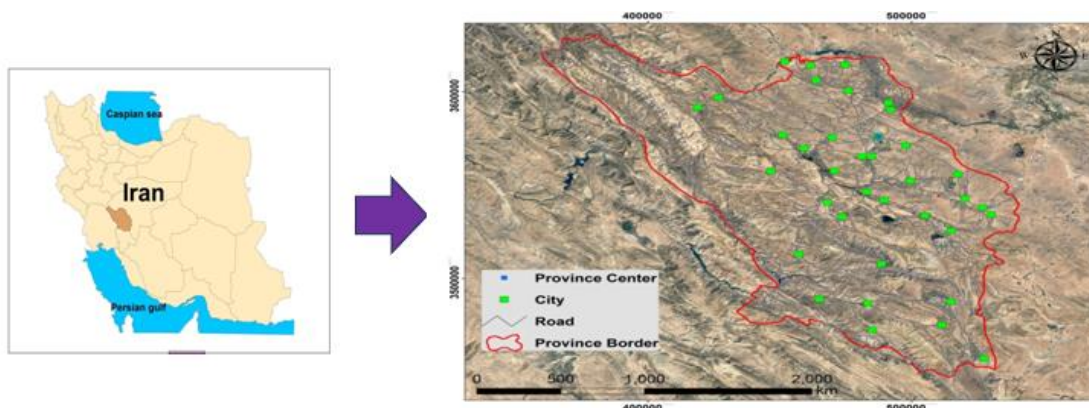 Caspian sea
Iran
Persian gulf
400000
500000
N
E
3600000
3500000
Province Center
City
Road
Province Border
0
500
1,000
2,000
km
400000
500000